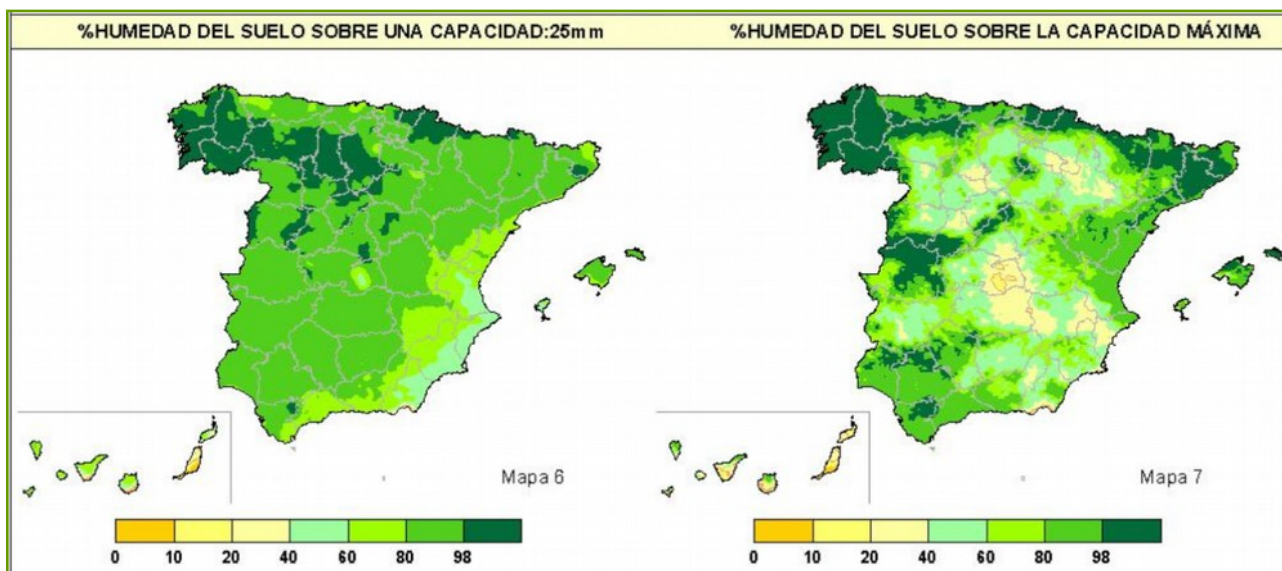 %HUMEDAD DEL SUELO SOBRE UNA CAPACIDAD:25mm
%HUMEDAD DEL SUELO SOBRE LA CAPACIDAD MÁXIMA
Mapa 6
Mapa 7
0 10 20 40 60 80 98
0 10 20 40 60 80 98